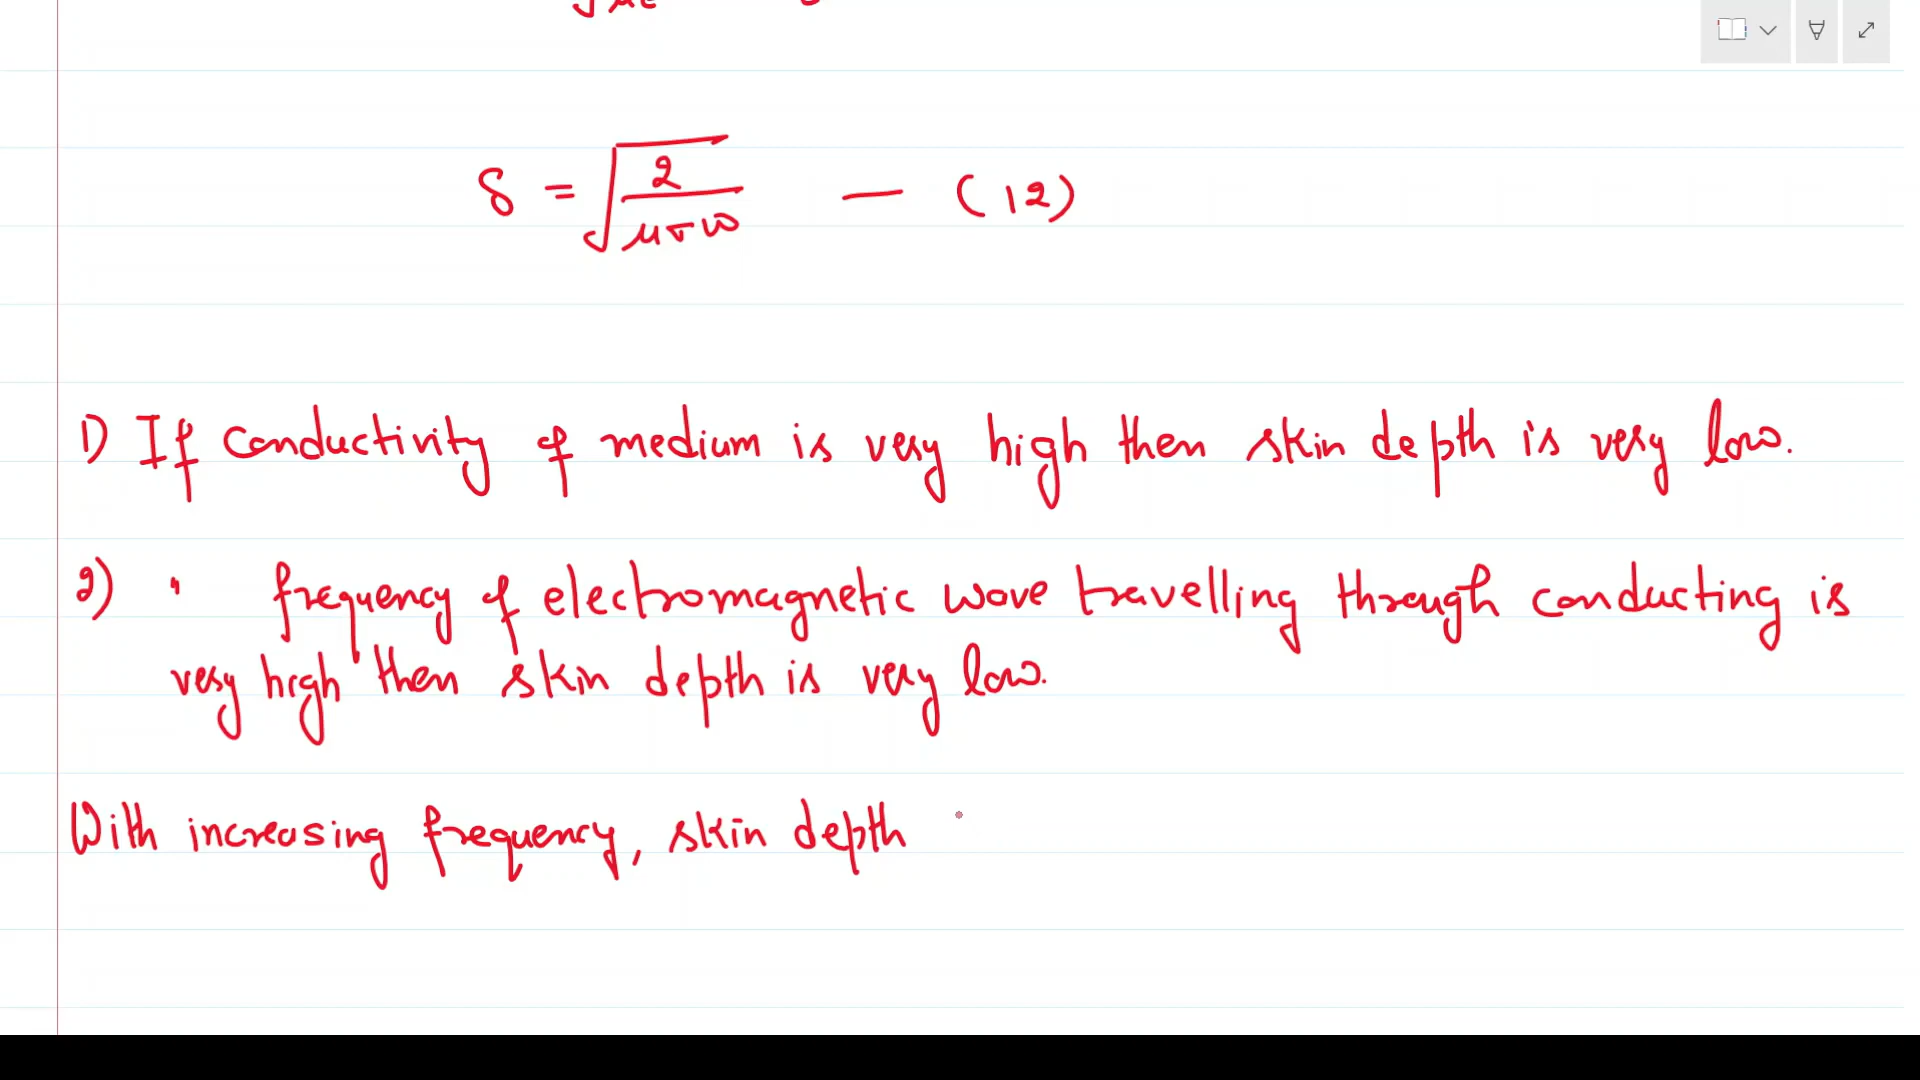 δ = √(2/μσω) — (12)
1) If conductivity of medium is very high then skin depth is very low.
2) " frequency of electromagnetic wave travelling through conducting is
very high then skin depth is very low.
With increasing frequency, skin depth